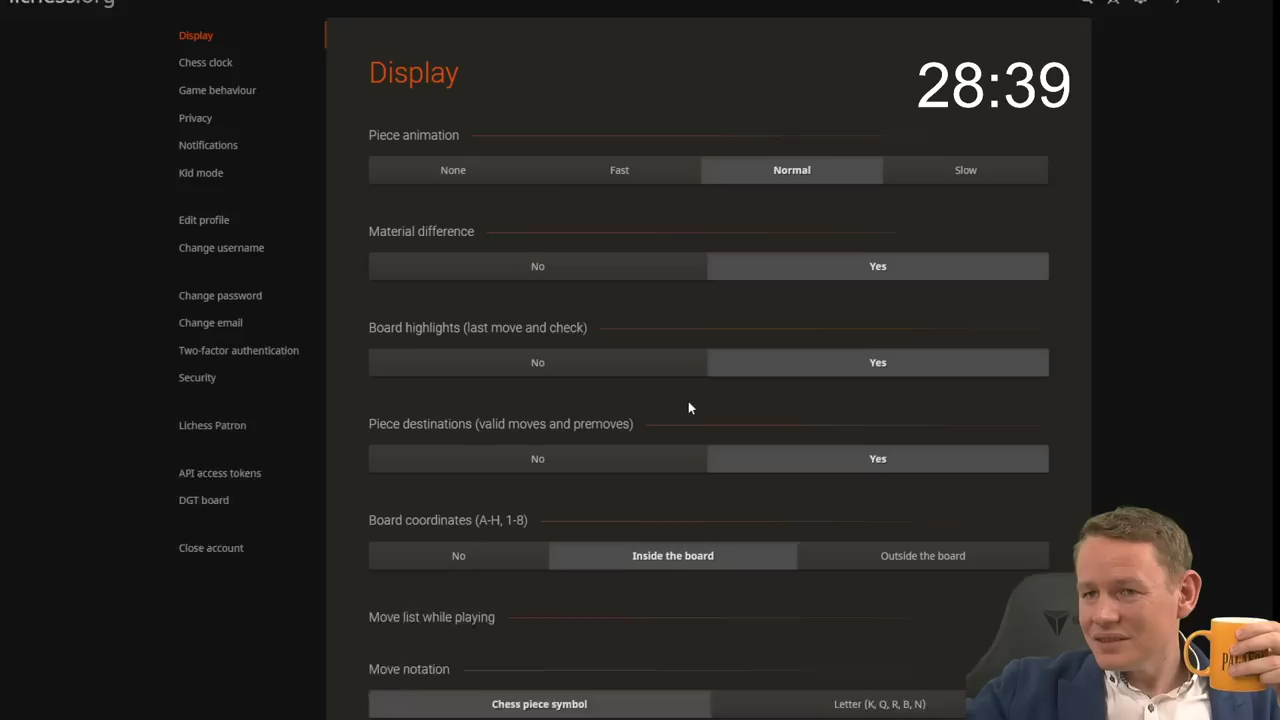 lichess.org
Display
Chess clock
Game behaviour
Privacy
Notifications
Kid mode
Edit profile
Change username
Change password
Change email
Two-factor authentication
Security
Lichess Patron
API access tokens
DGT board
Close account
Display
28:39
Piece animation
None Fast Normal Slow
Material difference
No Yes
Board highlights (last move and check)
No Yes
Piece destinations (valid moves and premoves)
No Yes
Board coordinates (A-H, 1-8)
No Inside the board Outside the board
Move list while playing
Move notation
Chess piece symbol Letter (K, Q, R, B, N)